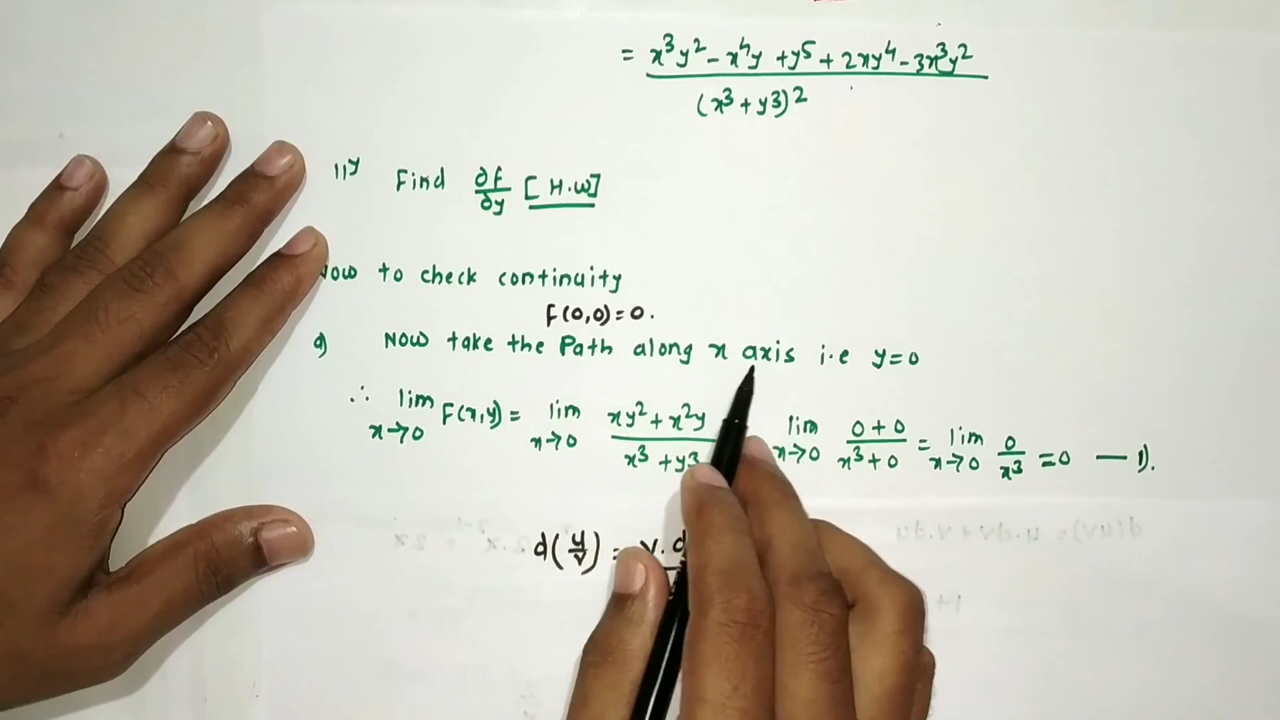 = x³y² - x⁴y + y⁵ + 2xy⁴ - 3x³y² / (x³ + y3)²
111y Find ∂f/∂y [H.W]
Now to check continuity
F(0,0) = 0.
Now take the Path along x axis i.e y=0
∴ lim x→0 F(x,y) = lim x→0 xy² + x²y / x³ + y3 lim x→0 0+0 / x³+0 = lim x→0 0/x³ = 0 — 1).
d(u/v) = v.d